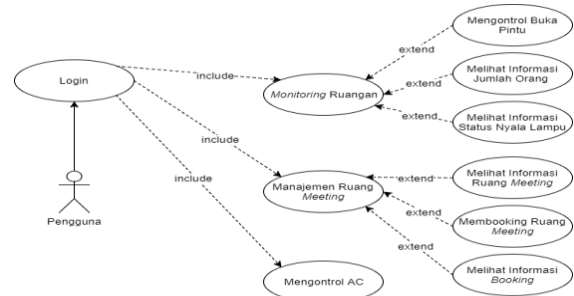 Mengontrol Buka
Pintu
extend
Login
include
Melihat Informasi
Jumlah Orang
extend
Monitoring Ruangan
extend
Melihat Informasi
Status Nyala Lampu
include
include
Melihat Informasi
Ruang Meeting
extend
Manajemen Ruang
Meeting
extend
Membooking Ruang
Meeting
Pengguna
extend
Melihat Informasi
Booking
Mengontrol AC